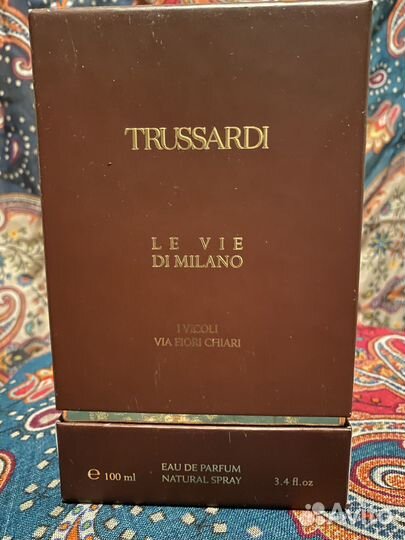 TRUSSARDI
LE VIE
DI MILANO
I VICOLI
VIA FIORI CHIARI
EAU DE PARFUM
℮ 100 ml NATURAL SPRAY 3.4 fl.oz
Avito